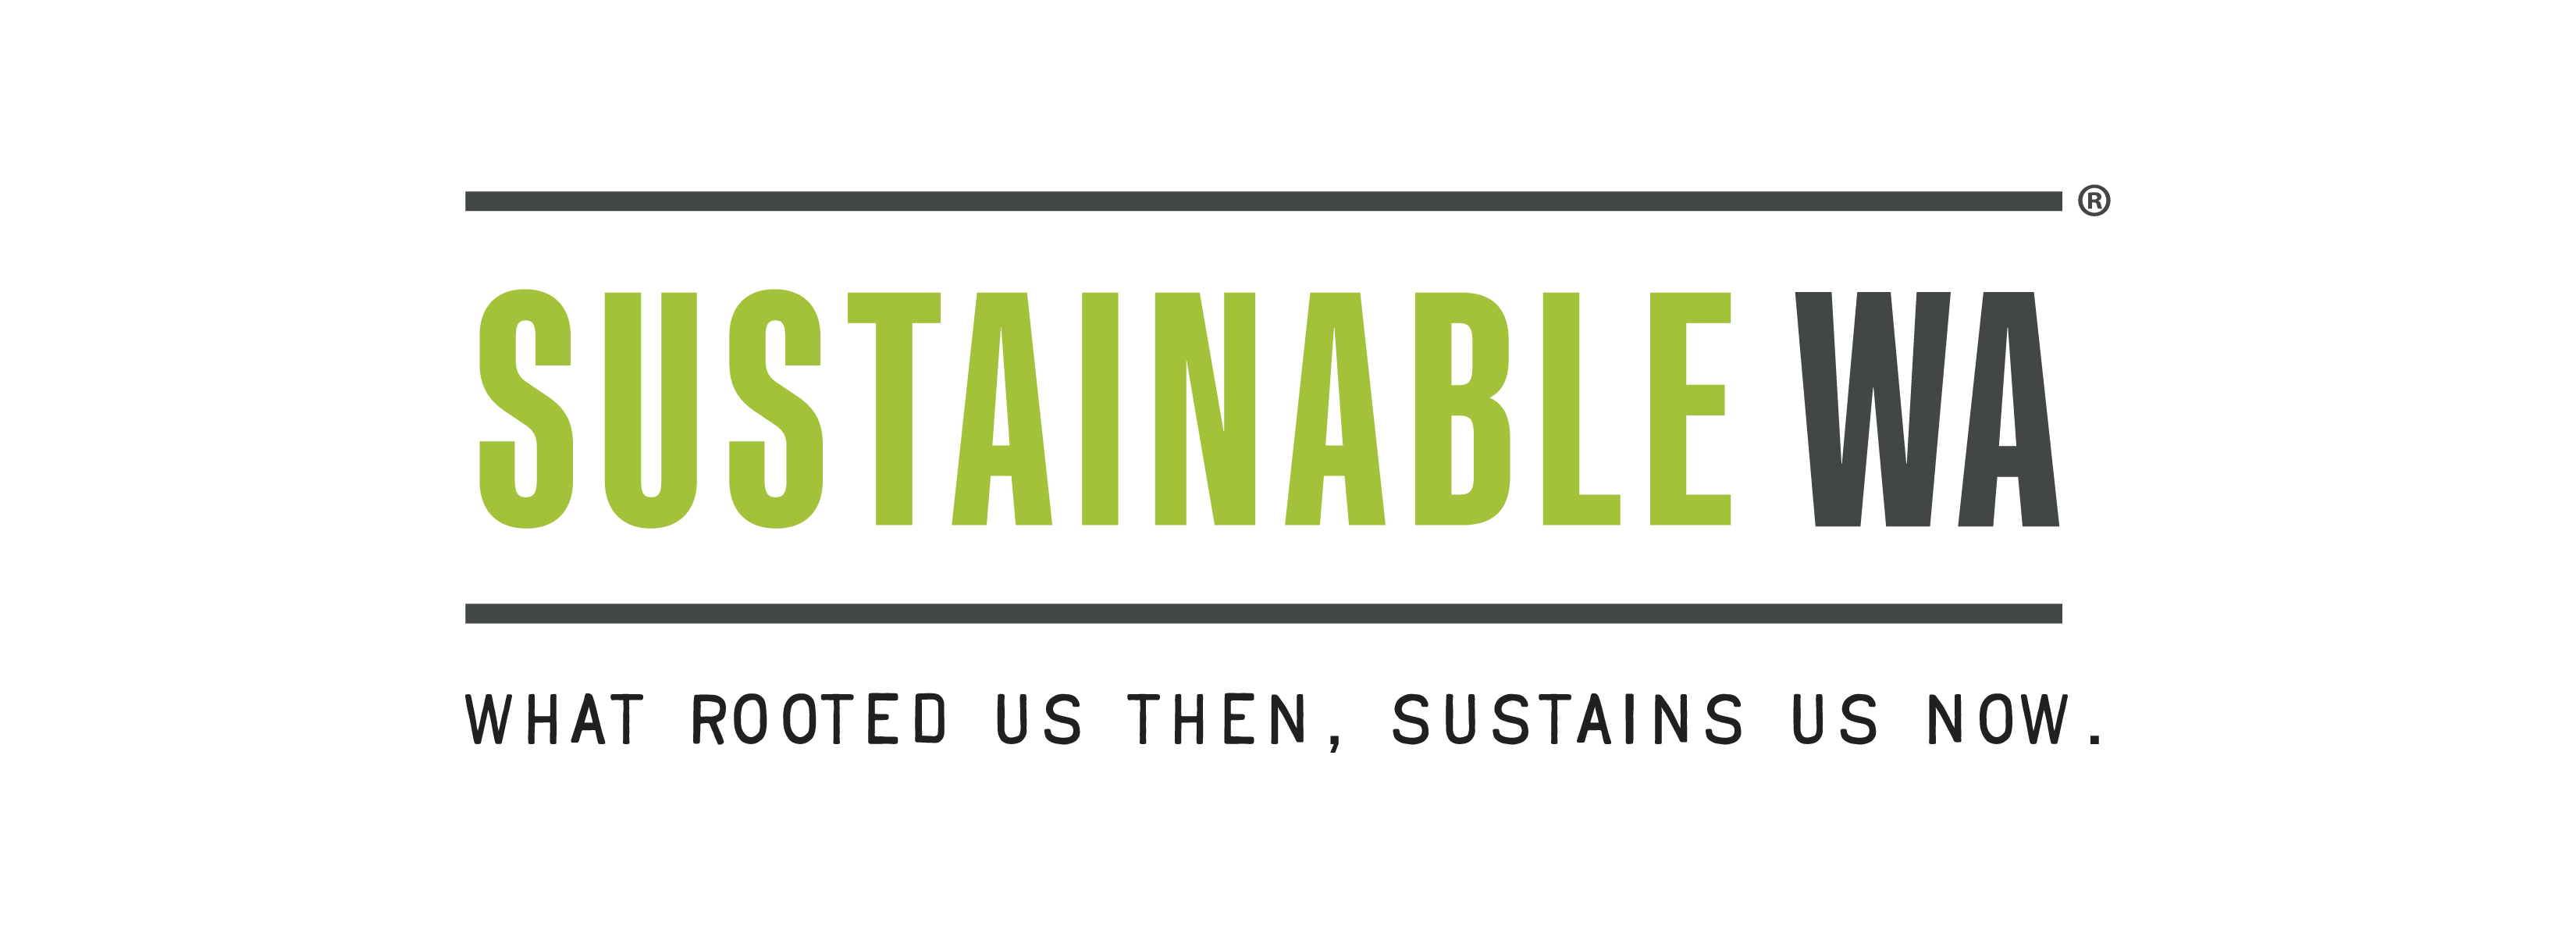 ®
SUSTAINABLE WA
WHAT ROOTED US THEN, SUSTAINS US NOW.